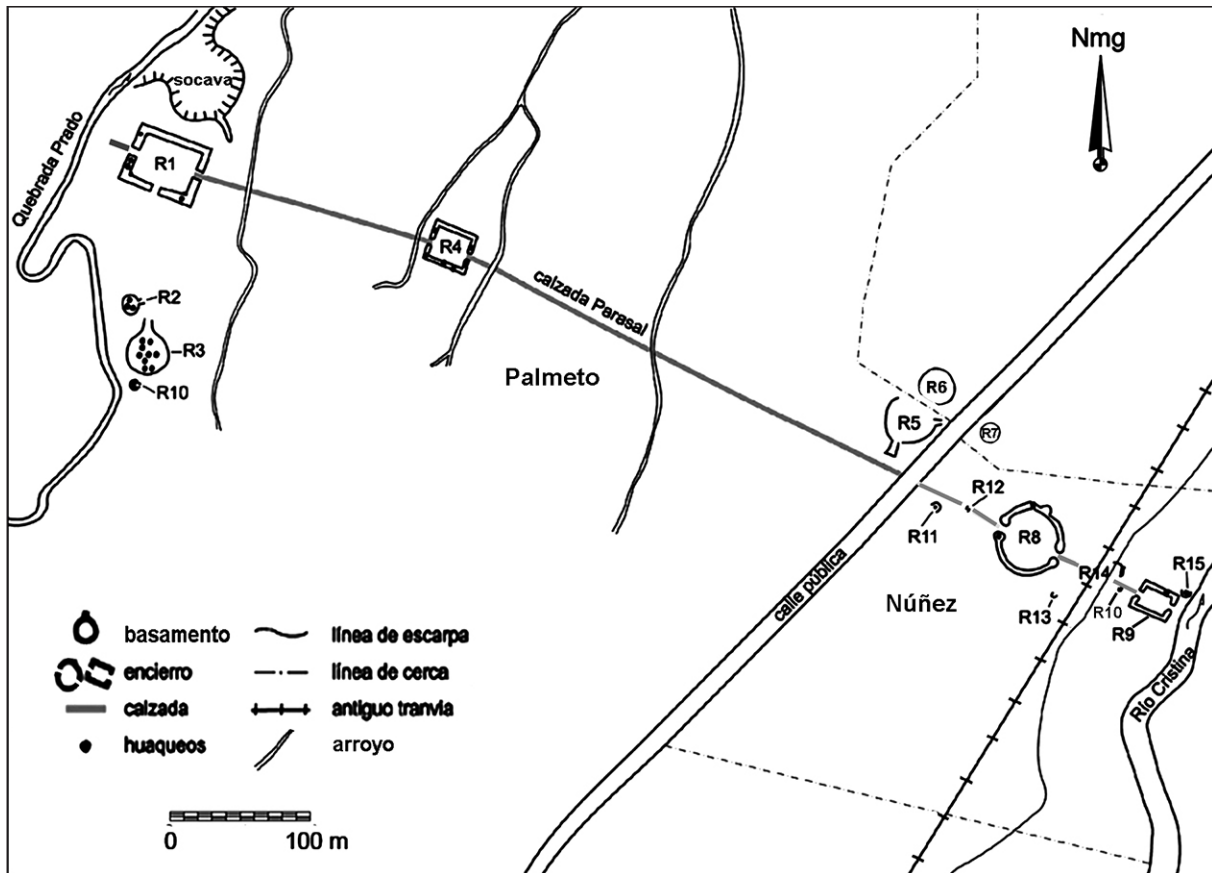 Nmg
socava
Quebrada Prado
R1
R4
R2
R3
R10
calzada Parasal
Palmeto
R6
R5
R7
R12
R11
R8
R14
R15
R10
R13
R9
Núñez
calle pública
Río Cristina
basamento
línea de escarpa
encierro
línea de cerca
calzada
antiguo tranvia
huaqueos
arroyo
0 100 m